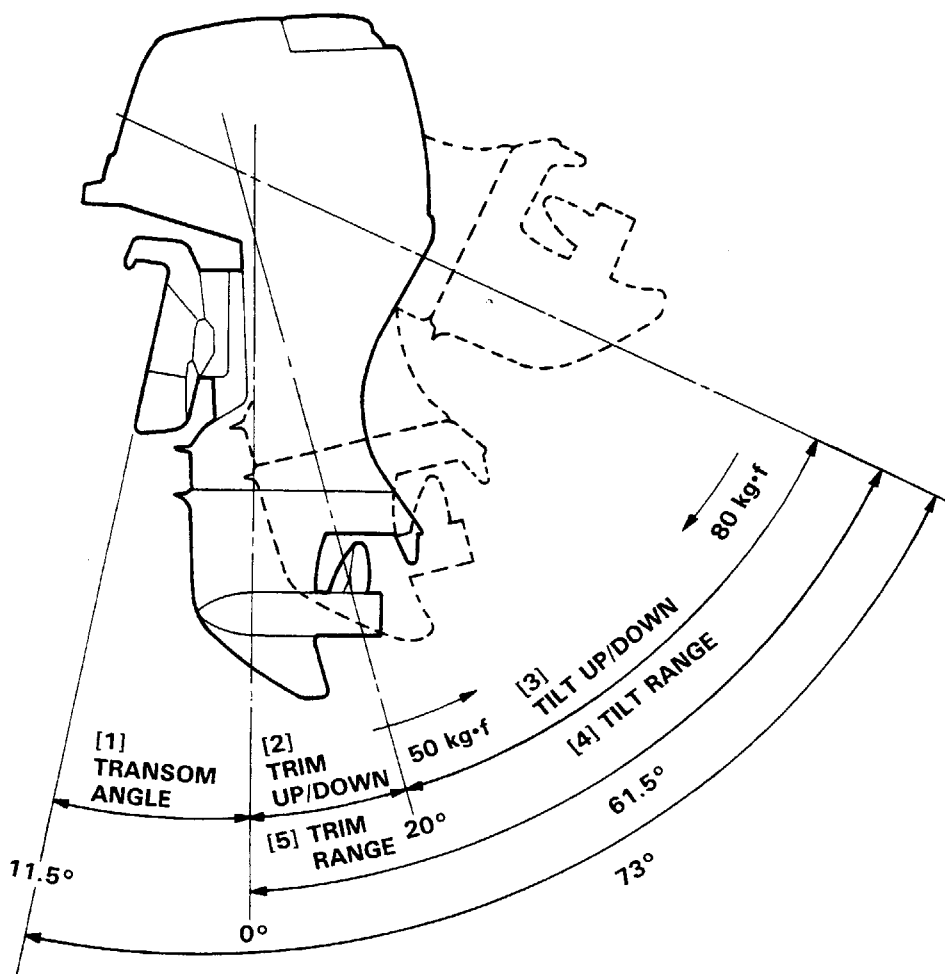 80 kg·f
[3]
TILT UP/DOWN
[4] TILT RANGE
[1]
TRANSOM
ANGLE
[2]
TRIM
UP/DOWN
50 kg·f
[5] TRIM
RANGE
20°
61.5°
73°
11.5°
0°